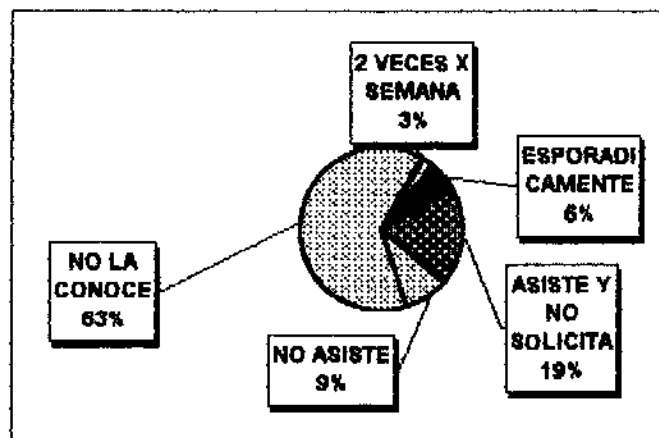 2 VECES X
SEMANA
3%
ESPORADI
CAMENTE
6%
NO LA
CONOCE
63%
ASISTE Y
NO
SOLICITA
19%
NO ASISTE
9%